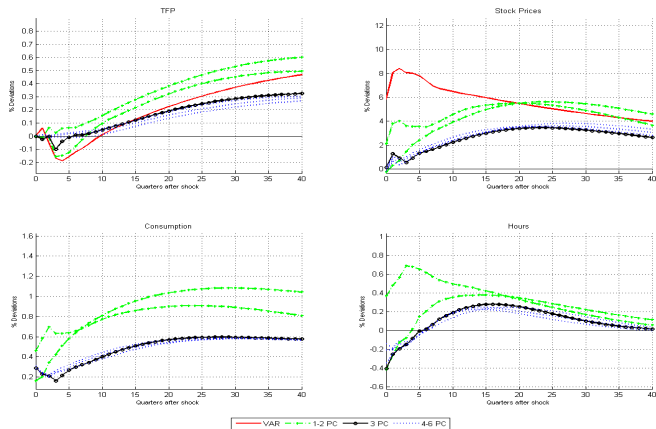 TFP
% Deviations
0.8
0.7
0.6
0.5
0.4
0.3
0.2
0.1
0
-0.1
-0.2
0 5 10 15 20 25 30 35 40
Quarters after shock
Stock Prices
% Deviations
12
10
8
6
4
2
0
0 5 10 15 20 25 30 35 40
Quarters after shock
Consumption
% Deviations
1.6
1.4
1.2
1
0.8
0.6
0.4
0.2
0 5 10 15 20 25 30 35 40
Quarters after shock
Hours
% Deviations
1
0.8
0.6
0.4
0.2
0
-0.2
-0.4
-0.6
0 5 10 15 20 25 30 35 40
Quarters after shock
VAR 1-2 PC 3 PC 4-6 PC